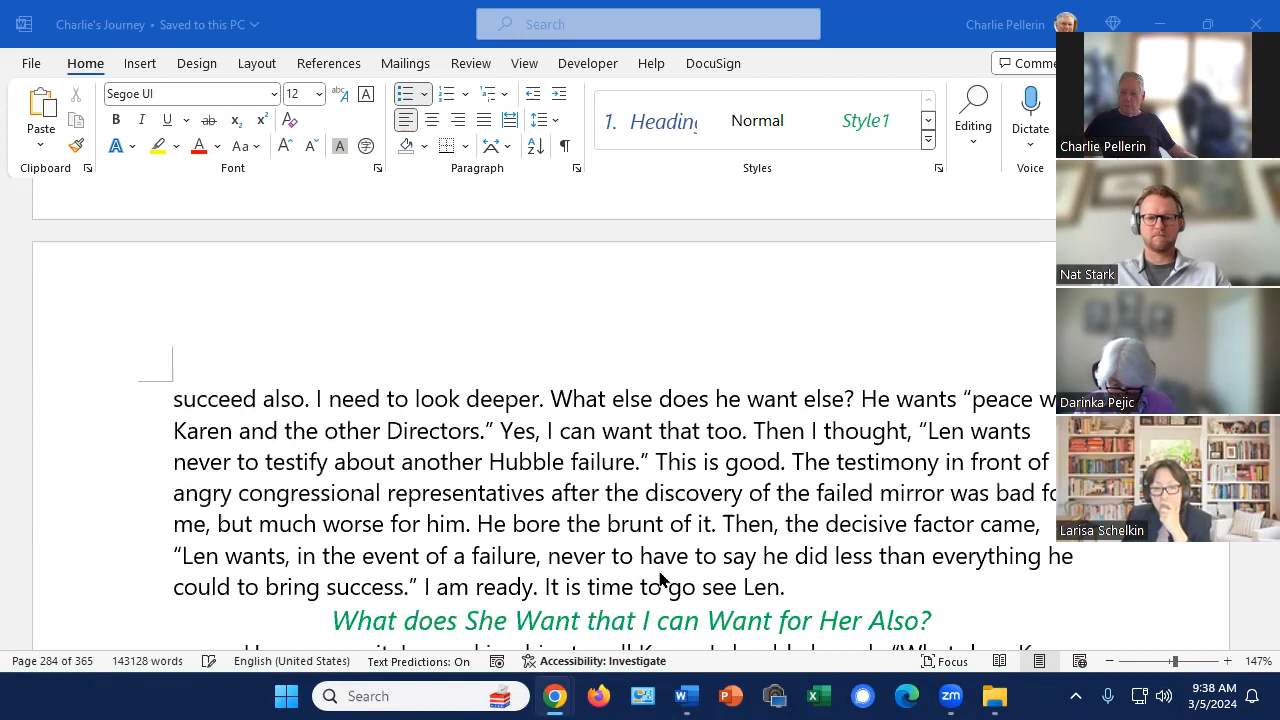 Charlie's Journey • Saved to this PC
Search
Charlie Pellerin
File Home Insert Design Layout References Mailings Review View Developer Help DocuSign
Comme
Paste
Segoe UI 12
Clipboard Font Paragraph Styles Voice
1. Heading
Normal
Style1
Editing
Dictate
succeed also. I need to look deeper. What else does he want else? He wants “peace w
Karen and the other Directors.” Yes, I can want that too. Then I thought, “Len wants
never to testify about another Hubble failure.” This is good. The testimony in front of
angry congressional representatives after the discovery of the failed mirror was bad fo
me, but much worse for him. He bore the brunt of it. Then, the decisive factor came,
“Len wants, in the event of a failure, never to have to say he did less than everything he
could to bring success.” I am ready. It is time to go see Len.
What does She Want that I can Want for Her Also?
Charlie Pellerin
Nat Stark
Darinka Pejic
Larisa Schelkin
Page 284 of 365 143128 words English (United States) Text Predictions: On Accessibility: Investigate Focus 147%
Search
9:38 AM
3/5/2024